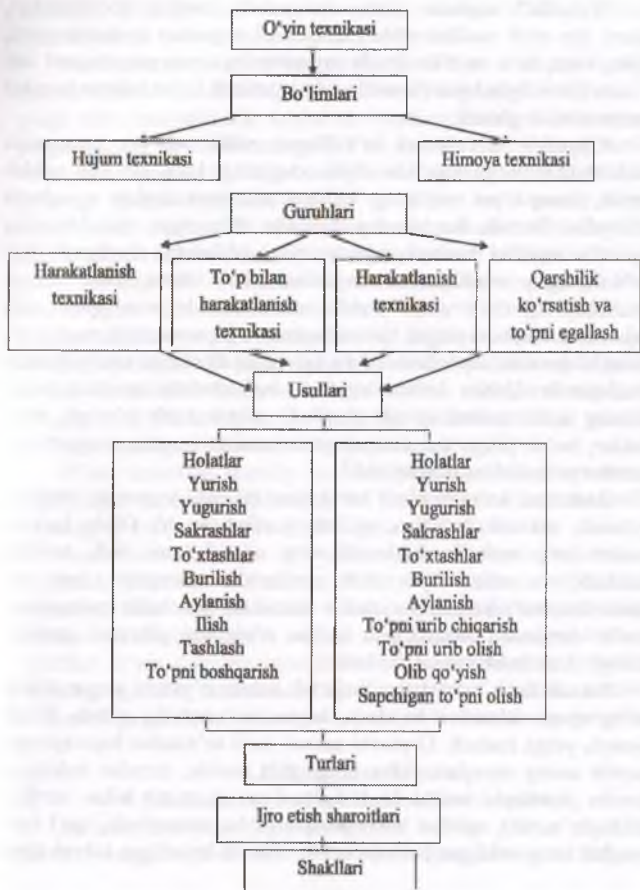 O‘yin texnikasi
Bo‘limlari
Hujum texnikasi
Himoya texnikasi
Guruhlari
Harakatlanish
texnikasi
To‘p bilan
harakatlanish
texnikasi
Harakatlanish
texnikasi
Qarshilik
ko‘rsatish va
to‘pni egallash
Usullari
Holatlar
Yurish
Yugurish
Sakrashlar
To‘xtashlar
Burilish
Aylanish
Ilish
Tashlash
To‘pni boshqarish
Holatlar
Yurish
Yugurish
Sakrashlar
To‘xtashlar
Burilish
Aylanish
To‘pni urib chiqarish
To‘pni urib olish
Olib qo‘yish
Sapchigan to‘pni olish
Turlari
Ijro etish sharoitlari
Shakllari